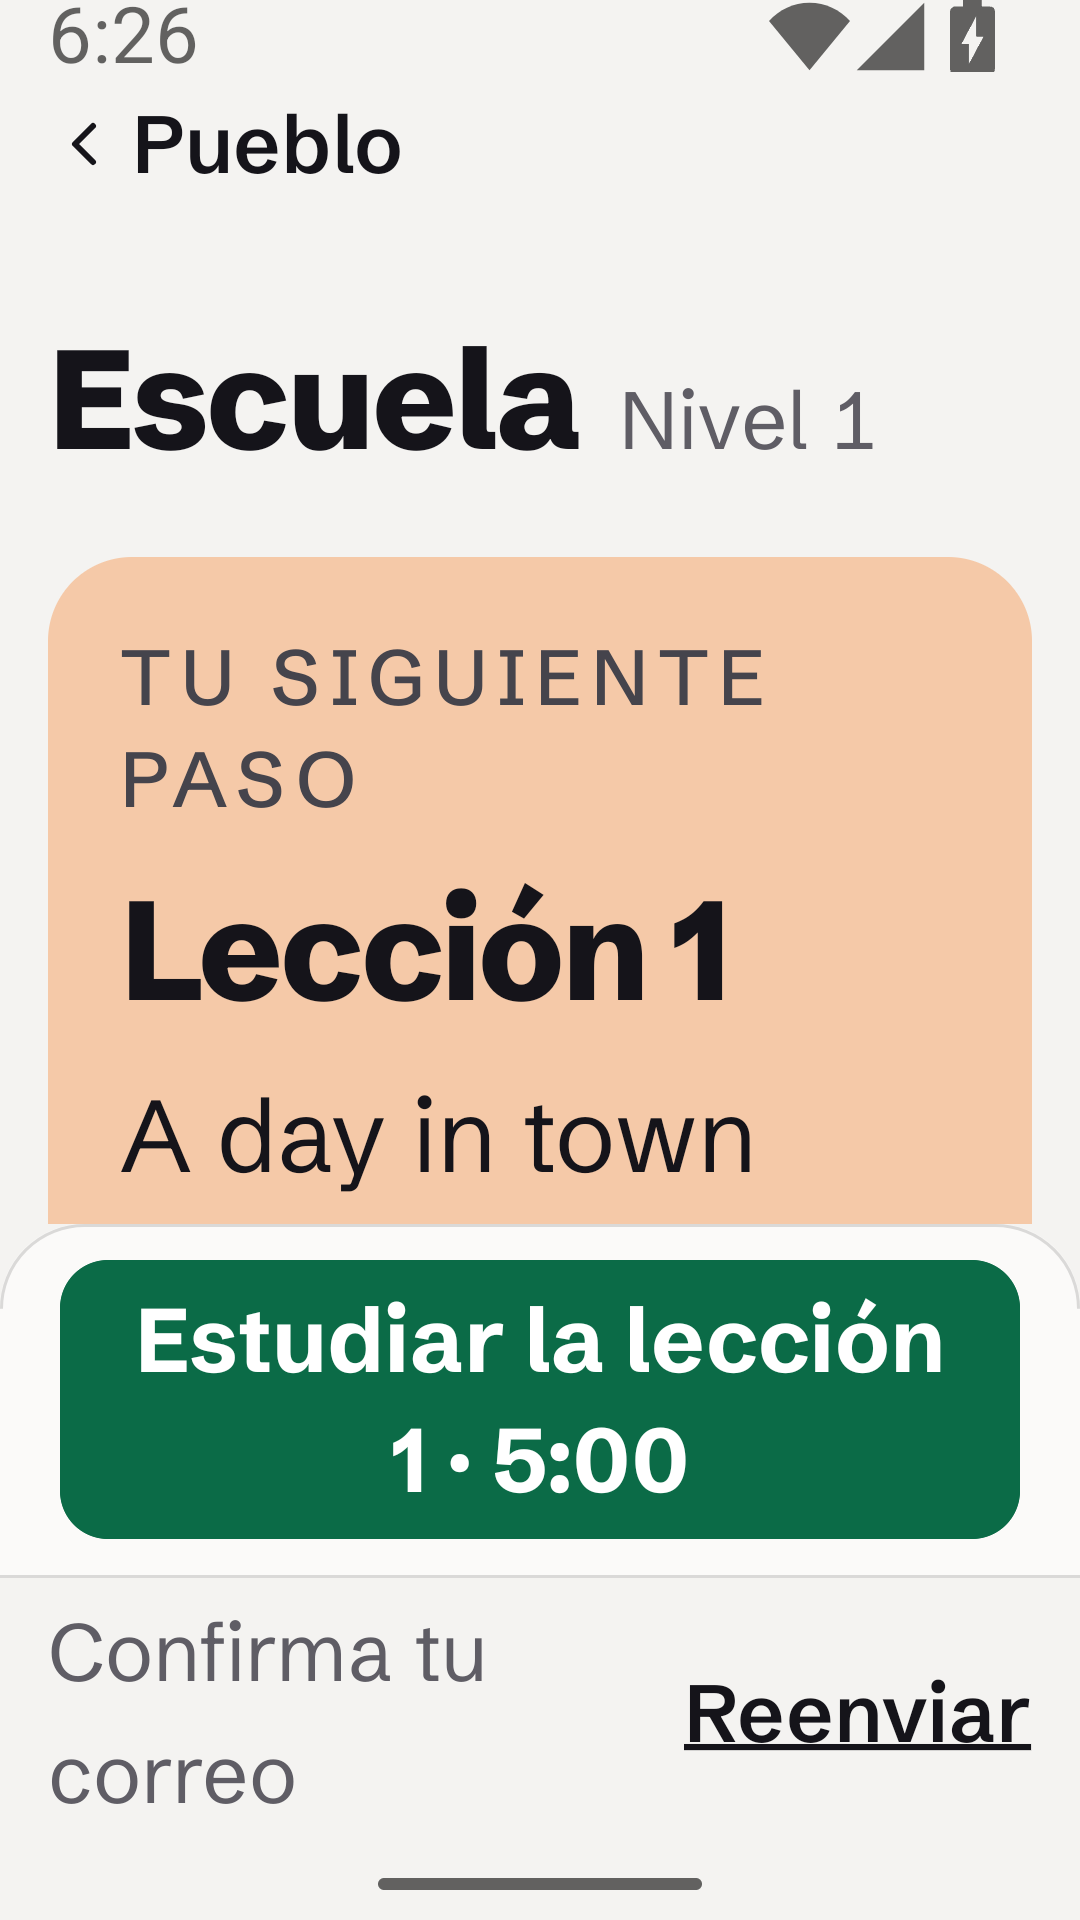 6:26
Pueblo
Escuela Nivel 1
TU SIGUIENTE
PASO
Lección 1
A day in town
Estudiar la lección
1 · 5:00
Confirma tu
correo
Reenviar